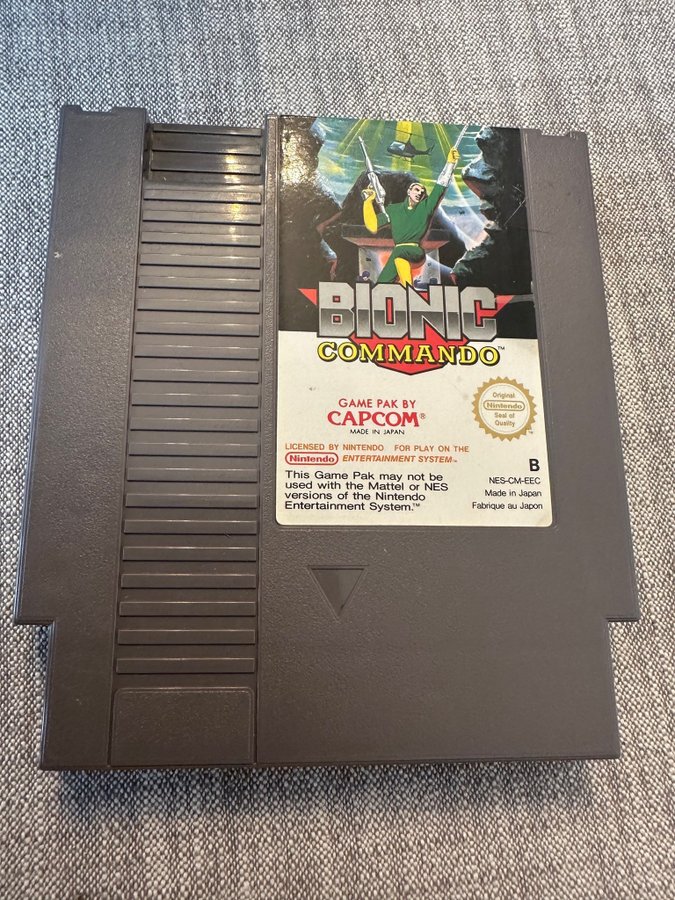 BIONIC
COMMANDO™
GAME PAK BY
CAPCOM®
MADE IN JAPAN
Original
Nintendo
Seal of
Quality
LICENSED BY NINTENDO FOR PLAY ON THE
Nintendo ENTERTAINMENT SYSTEM™
This Game Pak may not be
used with the Mattel or NES
versions of the Nintendo
Entertainment System.™
B
NES-CM-EEC
Made in Japan
Fabrique au Japon